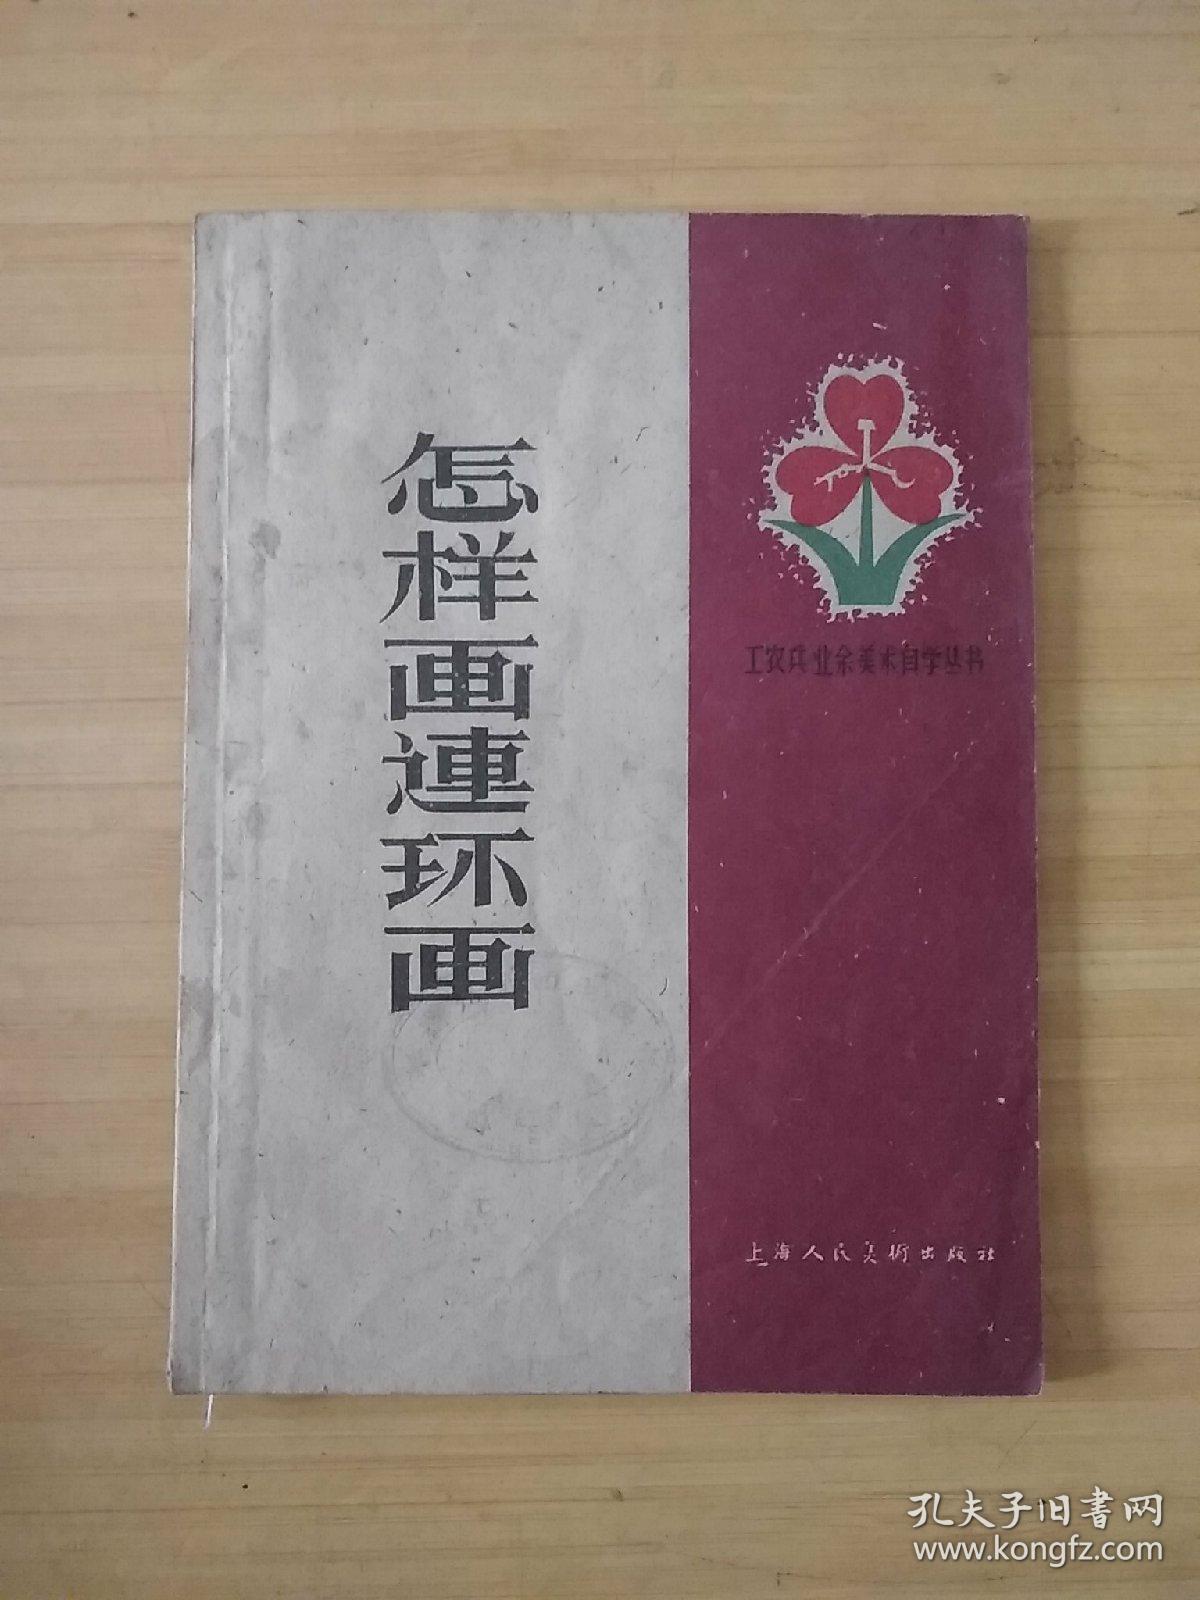 怎样画連环画
工农兵业余美术自学丛书
上海人民美術出版社
孔夫子旧书网
www.kongfz.com